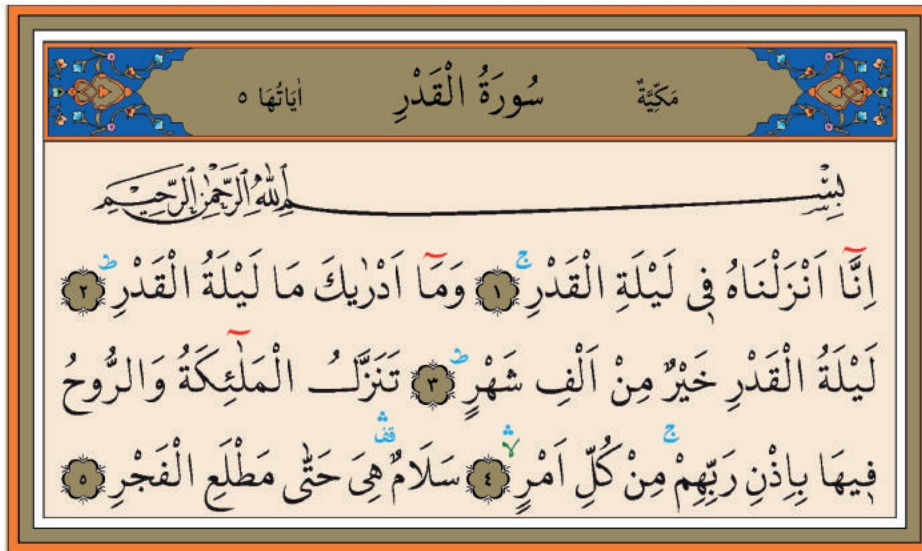 مَكِّيَّةٌ سُورَةُ الْقَدْرِ اٰيَاتُهَا ٥
بِسْمِ اللّٰهِ الرَّحْمٰنِ الرَّحِيمِ
اِنَّٓا اَنْزَلْنَاهُ ف۪ي لَيْلَةِ الْقَدْرِۚ ﴿١﴾ وَمَٓا اَدْرٰيكَ مَا لَيْلَةُ الْقَدْرِۜ ﴿٢﴾
لَيْلَةُ الْقَدْرِ خَيْرٌ مِنْ اَلْفِ شَهْرٍۜ ﴿٣﴾ تَنَزَّلُ الْمَلٰٓئِكَةُ وَالرُّوحُ
ف۪يهَا بِاِذْنِ رَبِّهِمْۚ مِنْ كُلِّ اَمْرٍۙۛ ﴿٤﴾ سَلَامٌ۠ۛ هِيَ حَتّٰى مَطْلَعِ الْفَجْرِ ﴿٥﴾